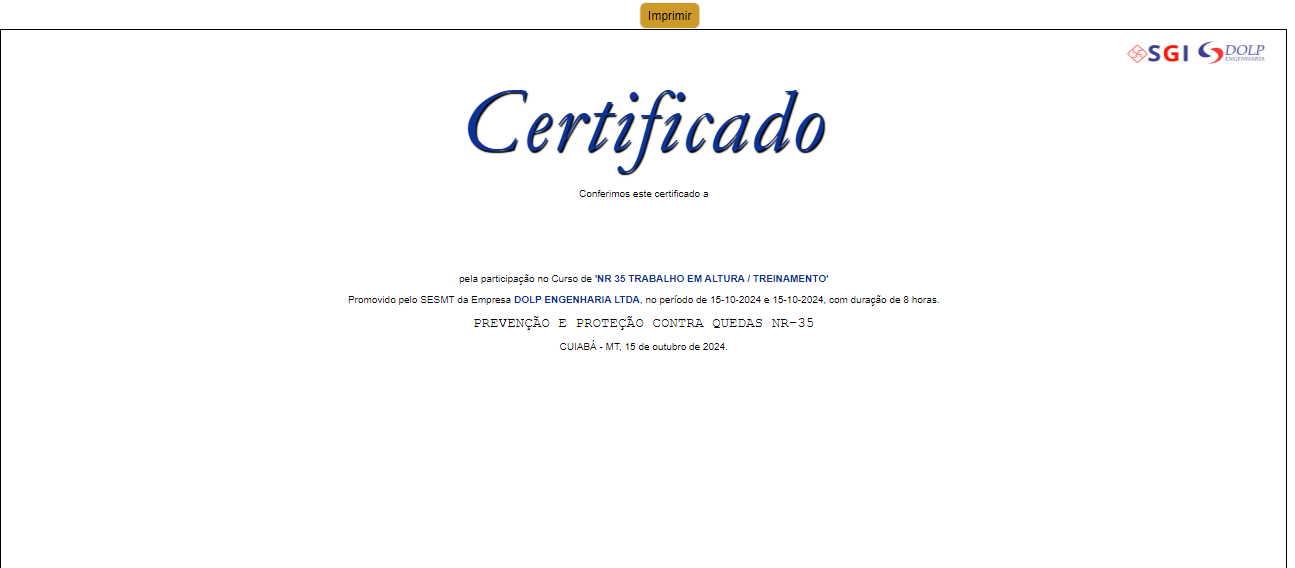 Imprimir
SGI DOLP
ENGENHARIA
Certificado
Conferimos este certificado a
pela participação no Curso de 'NR 35 TRABALHO EM ALTURA / TREINAMENTO'
Promovido pelo SESMT da Empresa DOLP ENGENHARIA LTDA, no período de 15-10-2024 e 15-10-2024, com duração de 8 horas.
PREVENÇÃO E PROTEÇÃO CONTRA QUEDAS NR-35
CUIABÁ - MT, 15 de outubro de 2024.